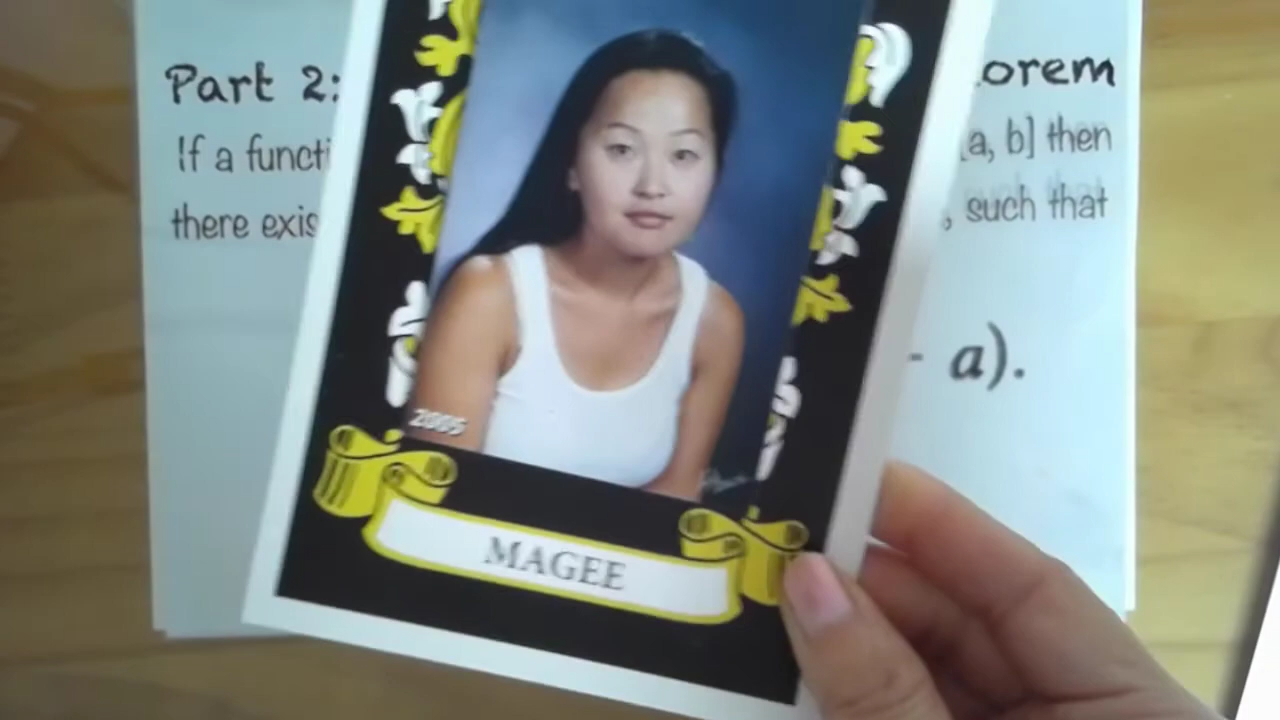 Part 2: orem
If a functi [a, b] then
there exis , such that
- a).
2005
MAGEE